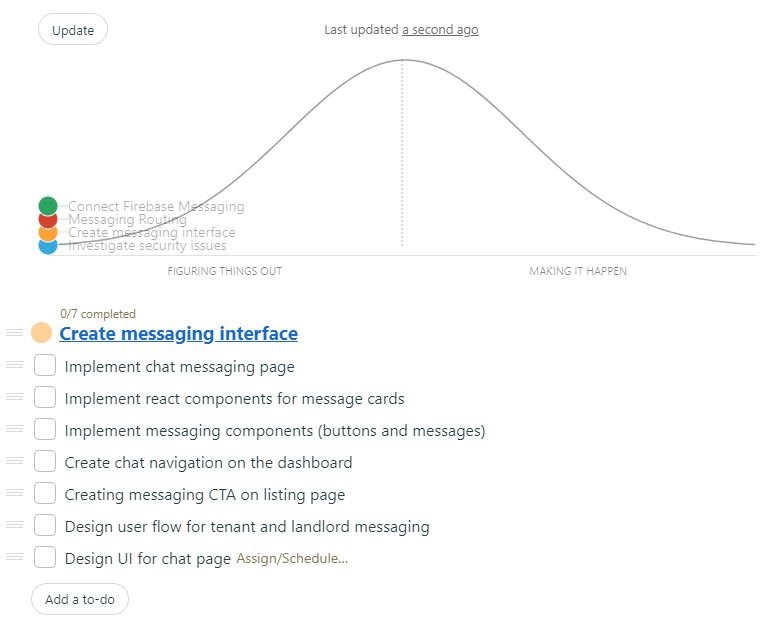 Update
Last updated a second ago
Connect Firebase Messaging
Messaging Routing
Create messaging interface
Investigate security issues
FIGURING THINGS OUT
MAKING IT HAPPEN
0/7 completed
Create messaging interface
Implement chat messaging page
Implement react components for message cards
Implement messaging components (buttons and messages)
Create chat navigation on the dashboard
Creating messaging CTA on listing page
Design user flow for tenant and landlord messaging
Design UI for chat page Assign/Schedule...
Add a to-do